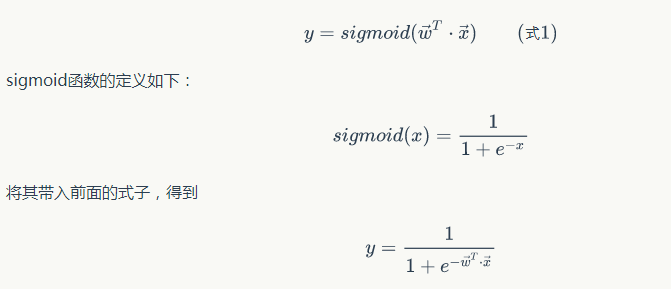 y = sigmoid(\vec{w}^T \cdot \vec{x}) (式1)
sigmoid函数的定义如下：
sigmoid(x) = \frac{1}{1 + e^{-x}}
将其带入前面的式子，得到
y = \frac{1}{1 + e^{-\vec{w}^T \cdot \vec{x}}}